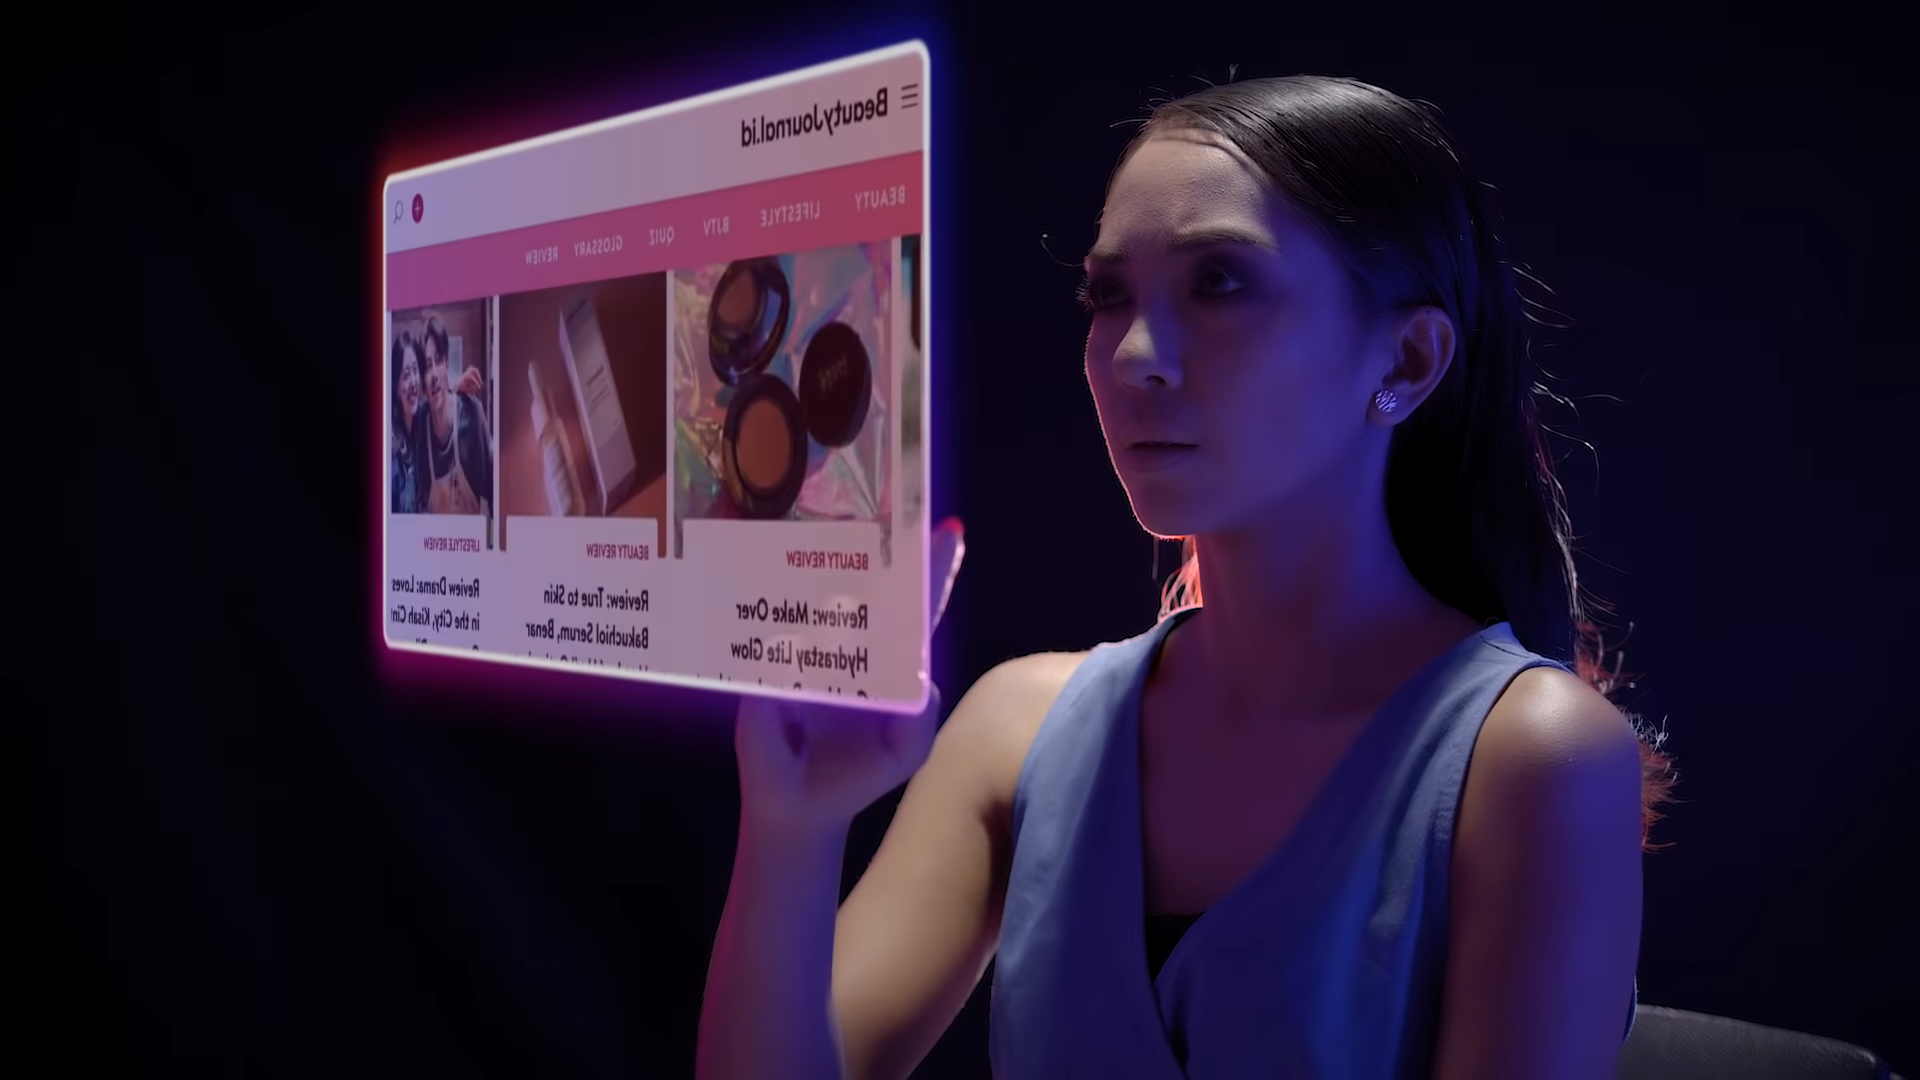 BeautyJournal.id
BEAUTY LIFESTYLE BJTV QUIZ GLOSSARY REVIEW
BEAUTY REVIEW
Review: Make Over
Hydrastay Lite Glow
BEAUTY REVIEW
Review: True to Skin
Bakuchiol Serum, Benar
LIFESTYLE REVIEW
Review Drama: Loves
in the City, Kisah Cin